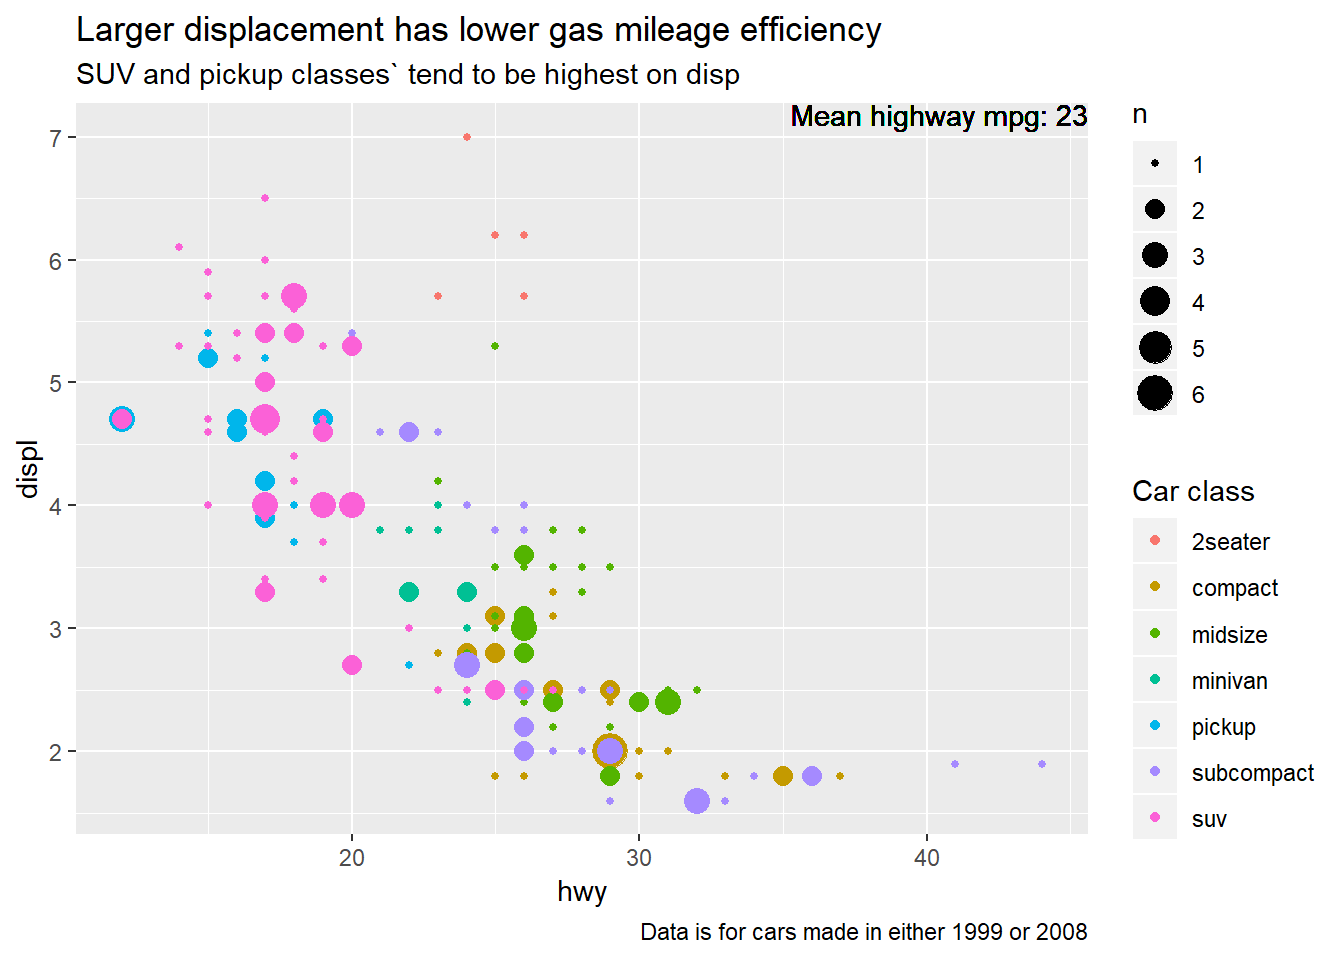 Larger displacement has lower gas mileage efficiency
SUV and pickup classes` tend to be highest on disp
Mean highway mpg: 23
7
6
5
4
3
2
displ
20
30
40
hwy
n
1
2
3
4
5
6
Car class
2seater
compact
midsize
minivan
pickup
subcompact
suv
Data is for cars made in either 1999 or 2008